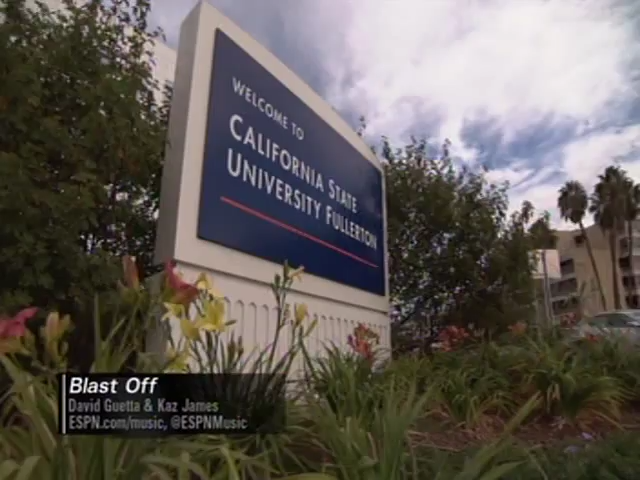 WELCOME TO
CALIFORNIA STATE
UNIVERSITY FULLERTON
Blast Off
David Guetta & Kaz James
ESPN.com/music, @ESPNMusic